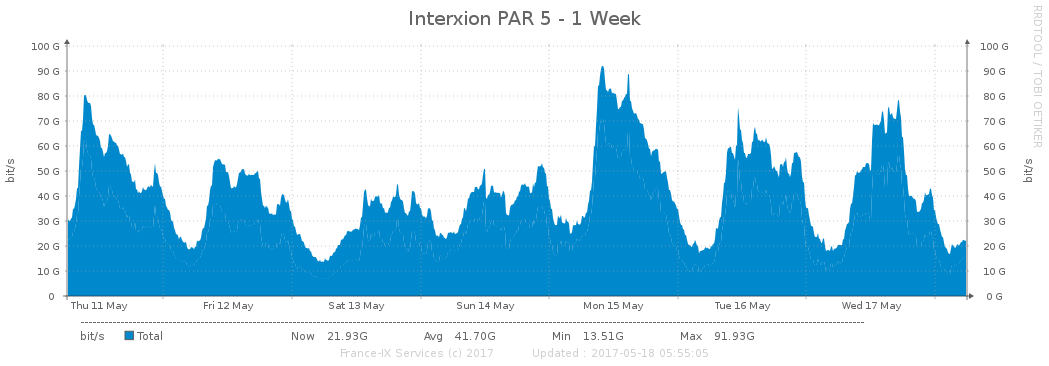 Interxion PAR 5 - 1 Week
RRDTOOL / TOBI OETIKER
bit/s
bit/s
100 G 100 G
90 G 90 G
80 G 80 G
70 G 70 G
60 G 60 G
50 G 50 G
40 G 40 G
30 G 30 G
20 G 20 G
10 G 10 G
0 0 G
Thu 11 May Fri 12 May Sat 13 May Sun 14 May Mon 15 May Tue 16 May Wed 17 May
bit/s Total Now 21.93G Avg 41.70G Min 13.51G Max 91.93G
France-IX Services (c) 2017 Updated : 2017-05-18 05:55:05